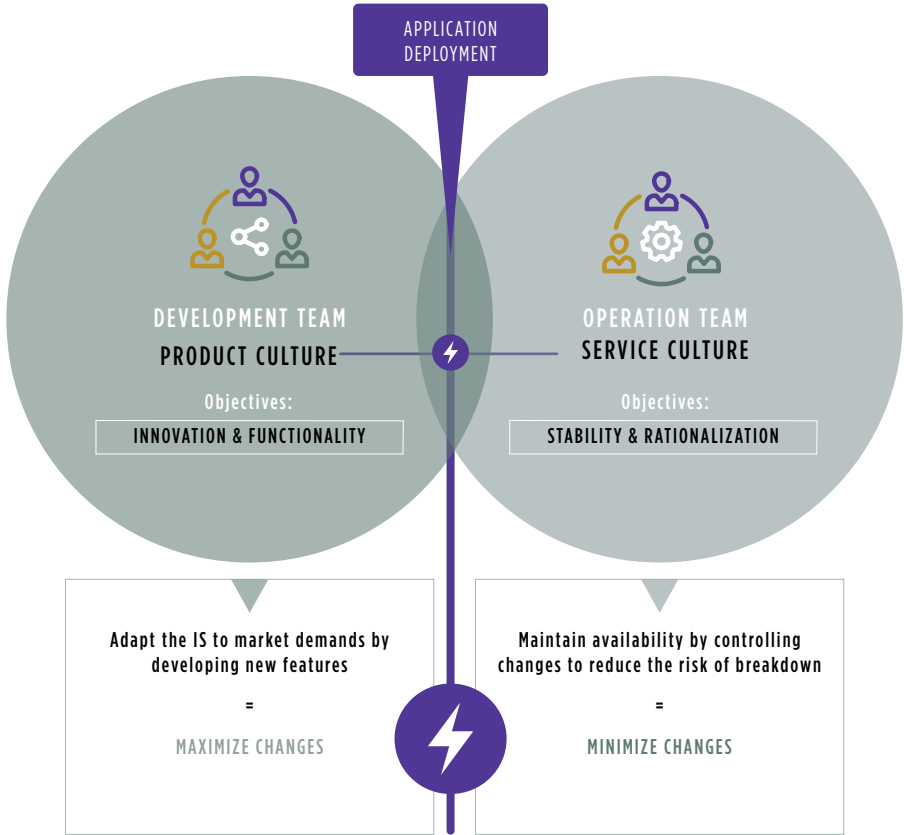 APPLICATION
DEPLOYMENT
DEVELOPMENT TEAM
PRODUCT CULTURE
Objectives:
INNOVATION & FUNCTIONALITY
OPERATION TEAM
SERVICE CULTURE
Objectives:
STABILITY & RATIONALIZATION
Adapt the IS to market demands by
developing new features
=
MAXIMIZE CHANGES
Maintain availability by controlling
changes to reduce the risk of breakdown
=
MINIMIZE CHANGES